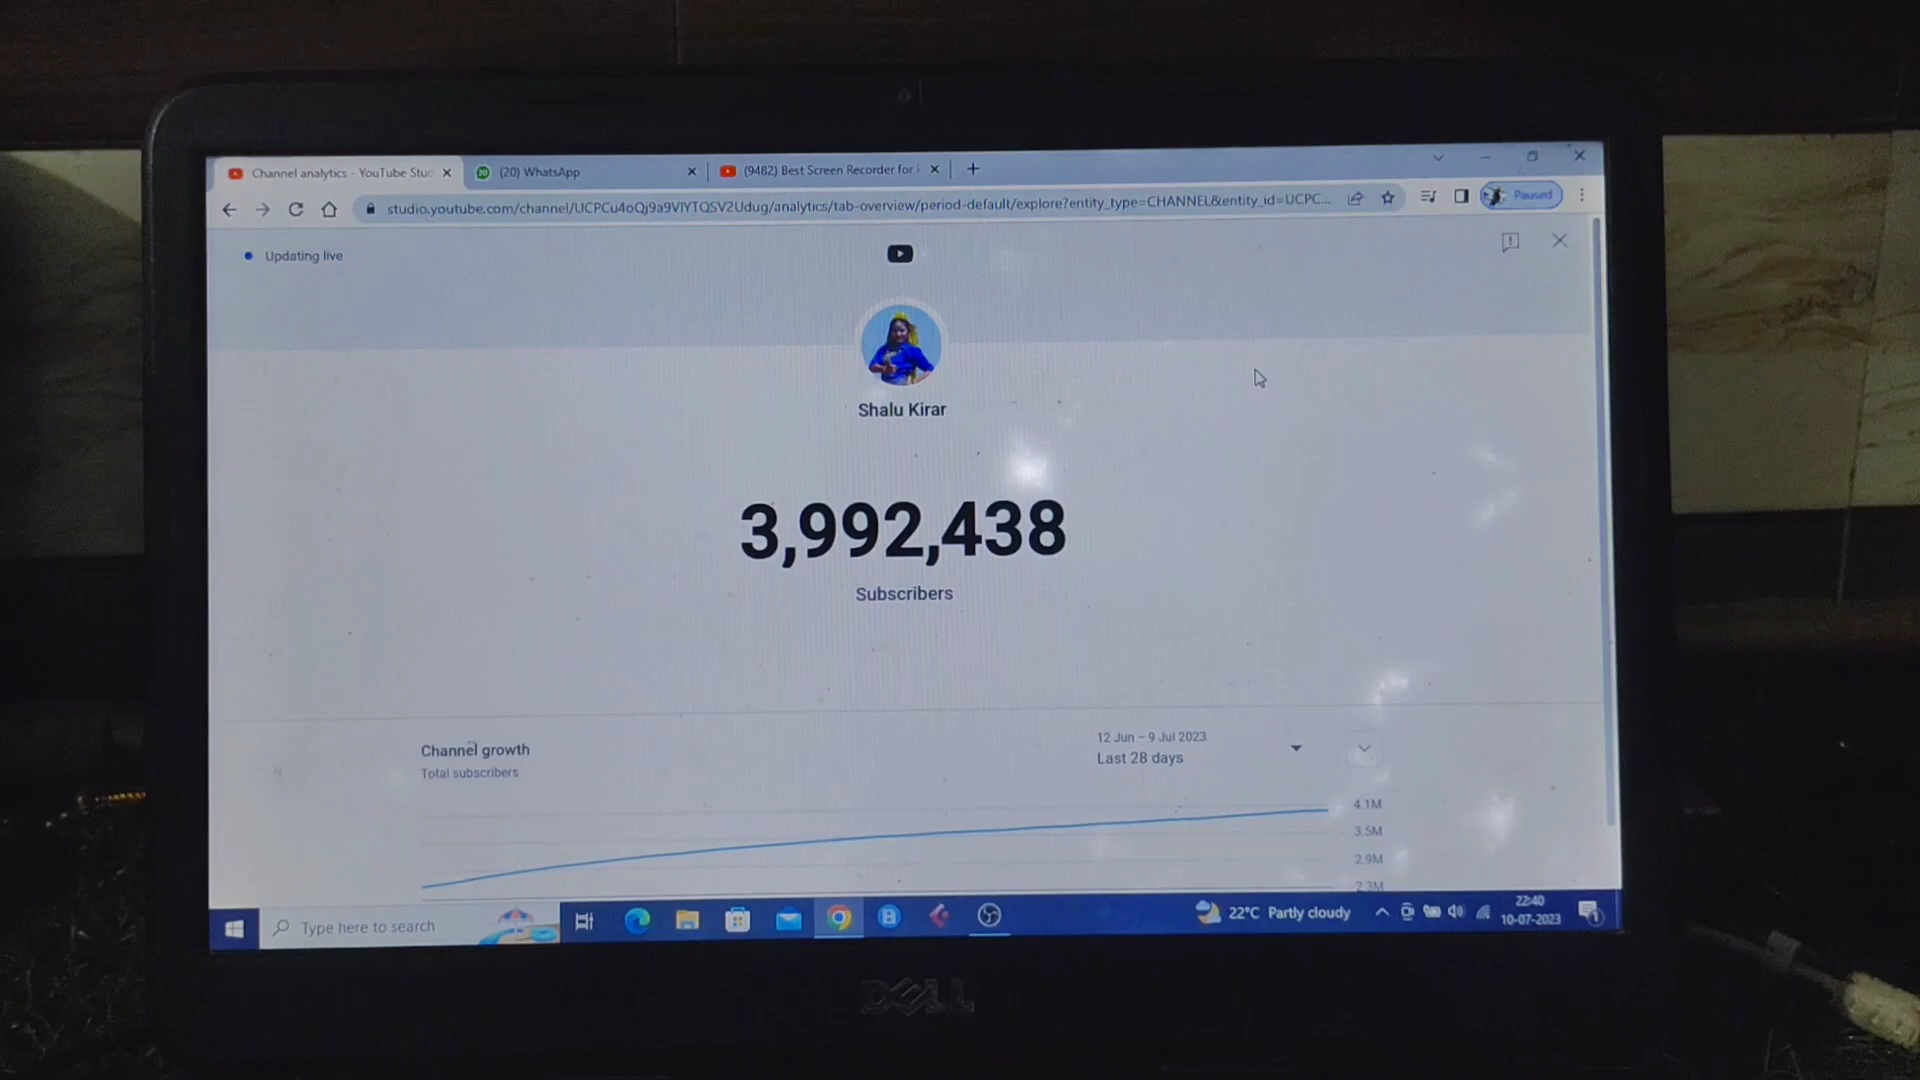 Channel analytics - YouTube Stud
(20) WhatsApp
(9482) Best Screen Recorder for
studio.youtube.com/channel/UCPCu4oQj9a9VlYTQSV2Udug/analytics/tab-overview/period-default/explore?entity_type=CHANNEL&entity_id=UCPC...
Paused
Updating live
Shalu Kirar
3,992,438
Subscribers
Channel growth
Total subscribers
12 Jun – 9 Jul 2023
Last 28 days
4.1M
3.5M
2.9M
2.3M
Type here to search
22°C Partly cloudy
22:40
10-07-2023
1
DELL